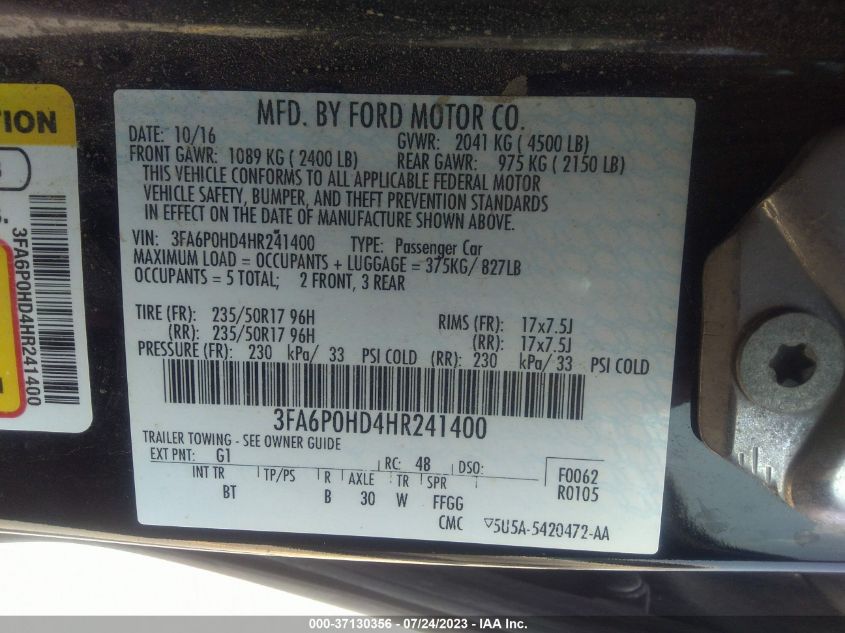 TION
3FA6P0HD4HR241400
MFD. BY FORD MOTOR CO.
DATE: 10/16
GVWR: 2041 KG ( 4500 LB)
FRONT GAWR: 1089 KG ( 2400 LB)
REAR GAWR: 975 KG ( 2150 LB)
THIS VEHICLE CONFORMS TO ALL APPLICABLE FEDERAL MOTOR
VEHICLE SAFETY, BUMPER, AND THEFT PREVENTION STANDARDS
IN EFFECT ON THE DATE OF MANUFACTURE SHOWN ABOVE.
VIN: 3FA6P0HD4HR241400 TYPE: Passenger Car
MAXIMUM LOAD = OCCUPANTS + LUGGAGE = 375KG/ 827LB
OCCUPANTS = 5 TOTAL; 2 FRONT, 3 REAR
TIRE (FR): 235/50R17 96H RIMS (FR): 17x7.5J
(RR): 235/50R17 96H (RR): 17x7.5J
PRESSURE (FR): 230 kPa/ 33 PSI COLD (RR): 230 kPa/ 33 PSI COLD
3FA6P0HD4HR241400
TRAILER TOWING - SEE OWNER GUIDE
EXT PNT: G1 RC: 48 DSO: F0062
INT TR TP/PS R AXLE TR SPR R0105
BT B 30 W FFGG
CMC 5U5A-5420472-AA
000-37130356 - 07/24/2023 - © IAA Inc.